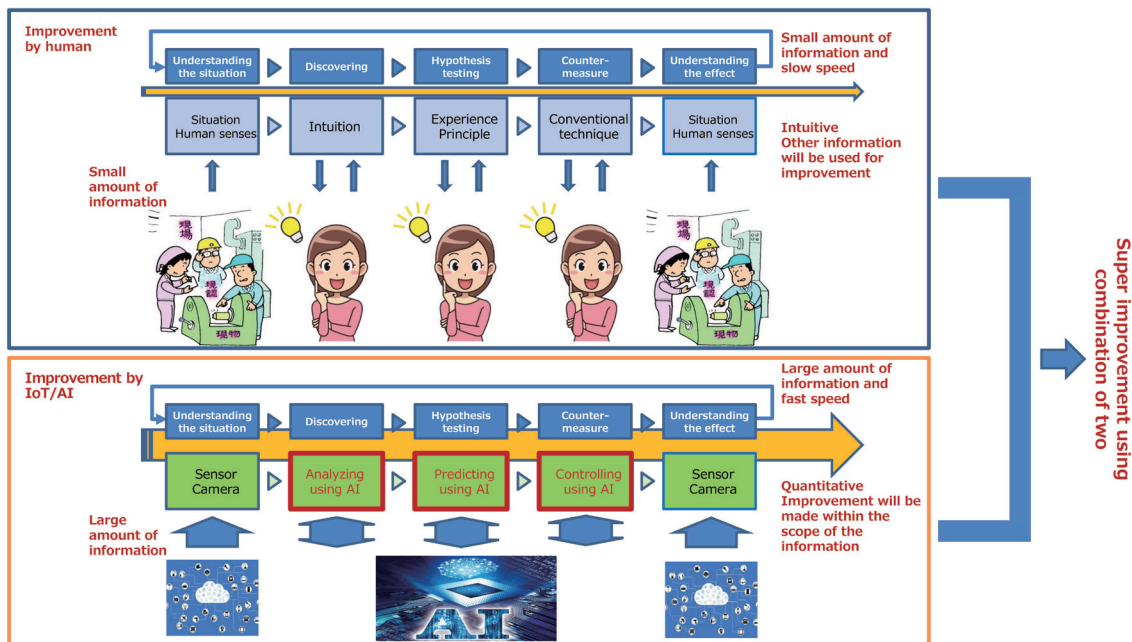 Improvement
by human
Small amount of
information and
slow speed
Understanding
the situation
Discovering
Hypothesis
testing
Counter-
measure
Understanding
the effect
Situation
Human senses
Intuition
Experience
Principle
Conventional
technique
Situation
Human senses
Intuitive
Other information
will be used for
improvement
Small
amount of
information
現場
現認
現物
現場
現認
現物
Improvement by
IoT/AI
Large amount of
information and
fast speed
Understanding
the situation
Discovering
Hypothesis
testing
Counter-
measure
Understanding
the effect
Sensor
Camera
Analyzing
using AI
Predicting
using AI
Controlling
using AI
Sensor
Camera
Quantitative
Improvement will be
made within the
scope of the
information
Large
amount of
information
AI
Super improvement using
combination of two